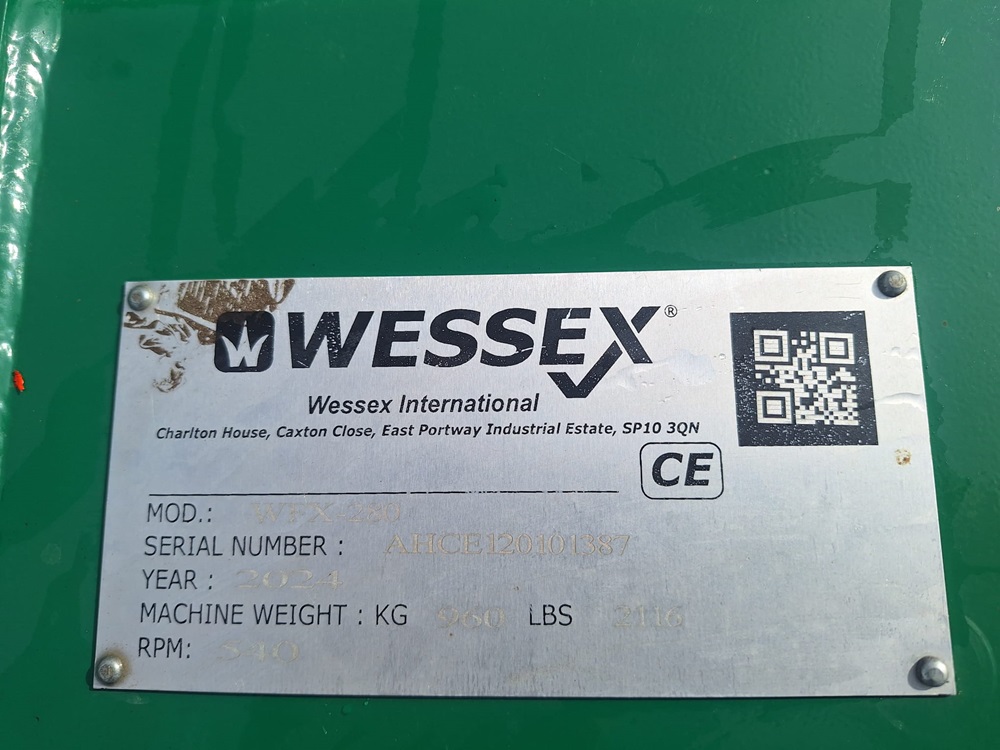 WESSEX®
Wessex International
Charlton House, Caxton Close, East Portway Industrial Estate, SP10 3QN
CE
MOD.: WFX-280
SERIAL NUMBER : AHCE120101387
YEAR : 2024
MACHINE WEIGHT : KG 960 LBS 2116
RPM: 540